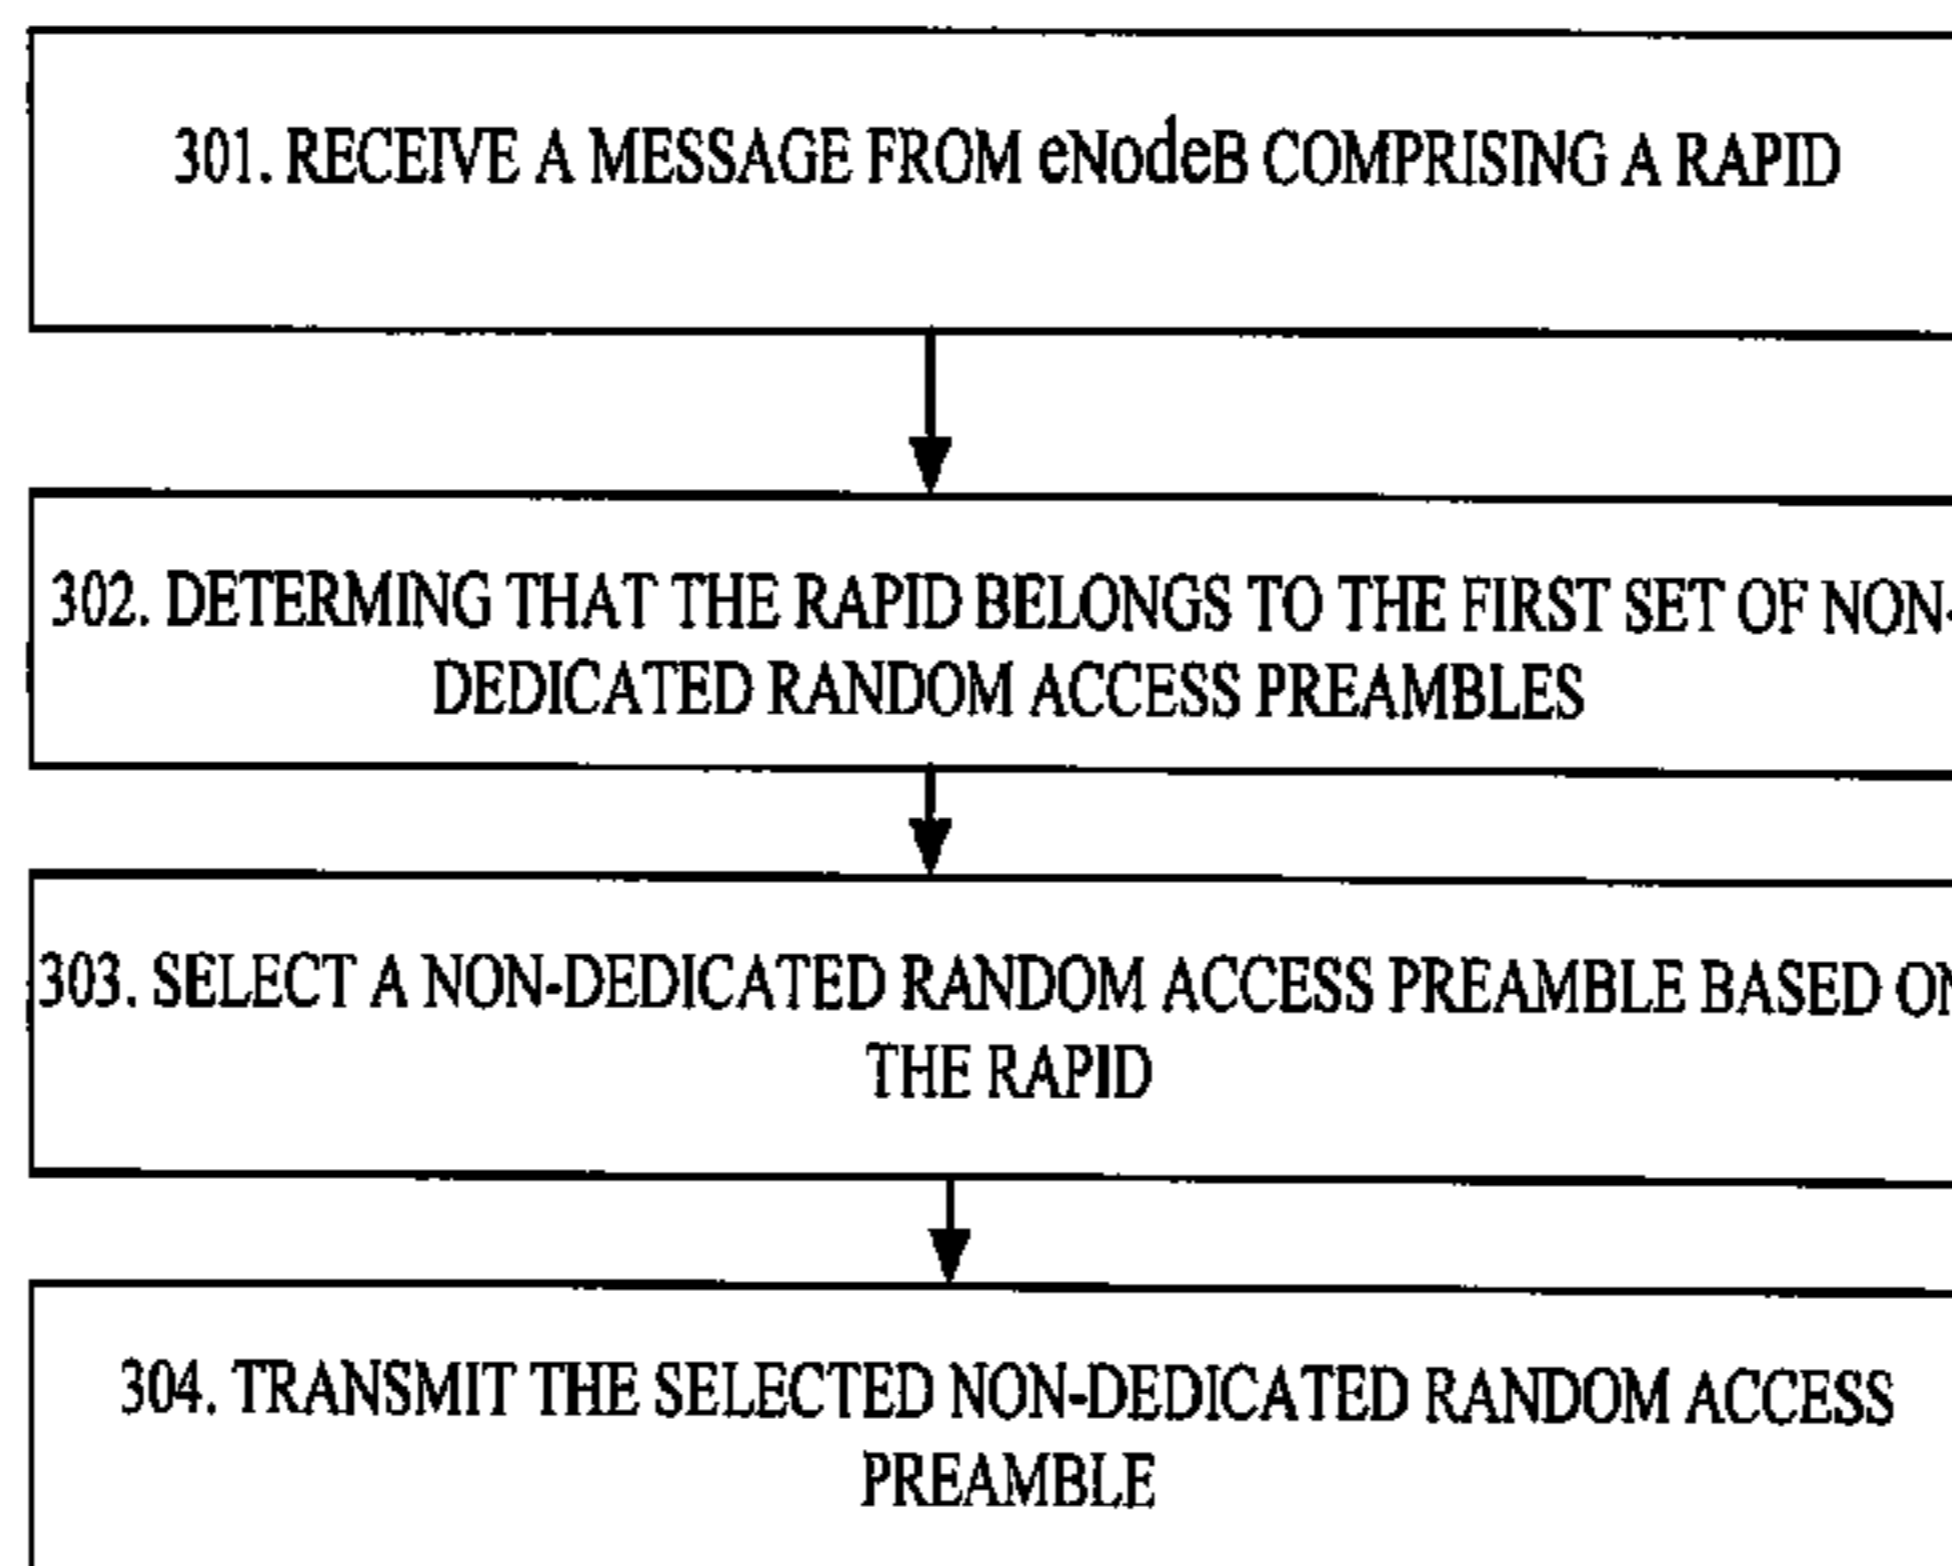 301. RECEIVE A MESSAGE FROM eNodeB COMPRISING A RAPID
302. DETERMING THAT THE RAPID BELONGS TO THE FIRST SET OF NON-
DEDICATED RANDOM ACCESS PREAMBLES
303. SELECT A NON-DEDICATED RANDOM ACCESS PREAMBLE BASED ON
THE RAPID
304. TRANSMIT THE SELECTED NON-DEDICATED RANDOM ACCESS
PREAMBLE